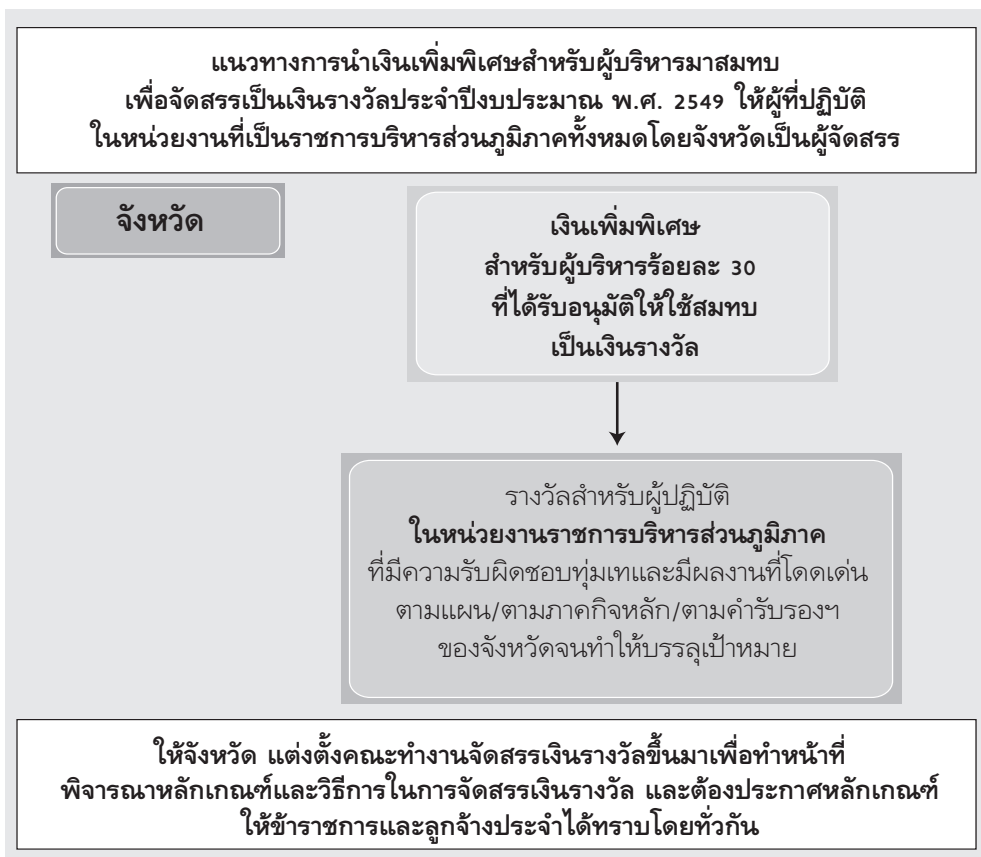 แนวทางการนำเงินเพิ่มพิเศษสำหรับผู้บริหารมาสมทบ
เพื่อจัดสรรเป็นเงินรางวัลประจำปีงบประมาณ พ.ศ. 2549 ให้ผู้ที่ปฏิบัติ
ในหน่วยงานที่เป็นราชการบริหารส่วนภูมิภาคทั้งหมดโดยจังหวัดเป็นผู้จัดสรร
จังหวัด
เงินเพิ่มพิเศษ
สำหรับผู้บริหารร้อยละ 30
ที่ได้รับอนุมัติให้ใช้สมทบ
เป็นเงินรางวัล
รางวัลสำหรับผู้ปฏิบัติ
ในหน่วยงานราชการบริหารส่วนภูมิภาค
ที่มีความรับผิดชอบทุ่มเทและมีผลงานที่โดดเด่น
ตามแผน/ตามภาคกิจหลัก/ตามคำรับรองฯ
ของจังหวัดจนทำให้บรรลุเป้าหมาย
ให้จังหวัด แต่งตั้งคณะทำงานจัดสรรเงินรางวัลขึ้นมาเพื่อทำหน้าที่
พิจารณาหลักเกณฑ์และวิธีการในการจัดสรรเงินรางวัล และต้องประกาศหลักเกณฑ์
ให้ข้าราชการและลูกจ้างประจำได้ทราบโดยทั่วกัน